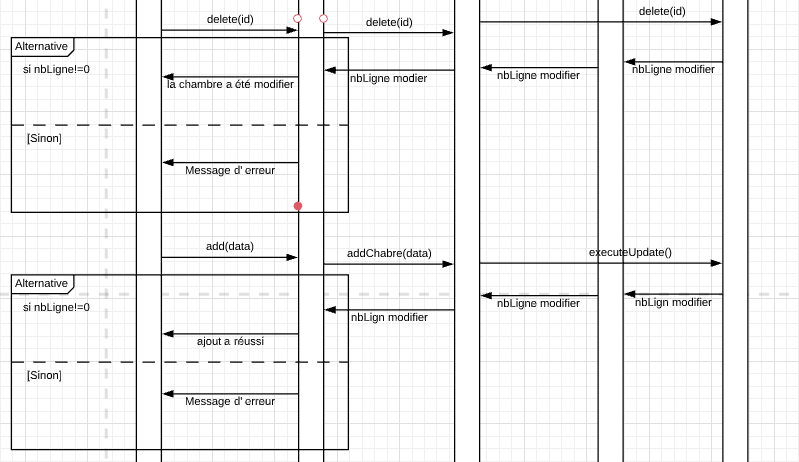 delete(id)
delete(id)
delete(id)
Alternative
si nbLigne!=0
la chambre a été modifier
nbLigne modier
nbLigne modifier
nbLigne modifier
[Sinon]
Message d' erreur
add(data)
addChabre(data)
executeUpdate()
Alternative
si nbLigne!=0
nbLign modifier
nbLigne modifier
nbLign modifier
ajout a réussi
[Sinon]
Message d' erreur